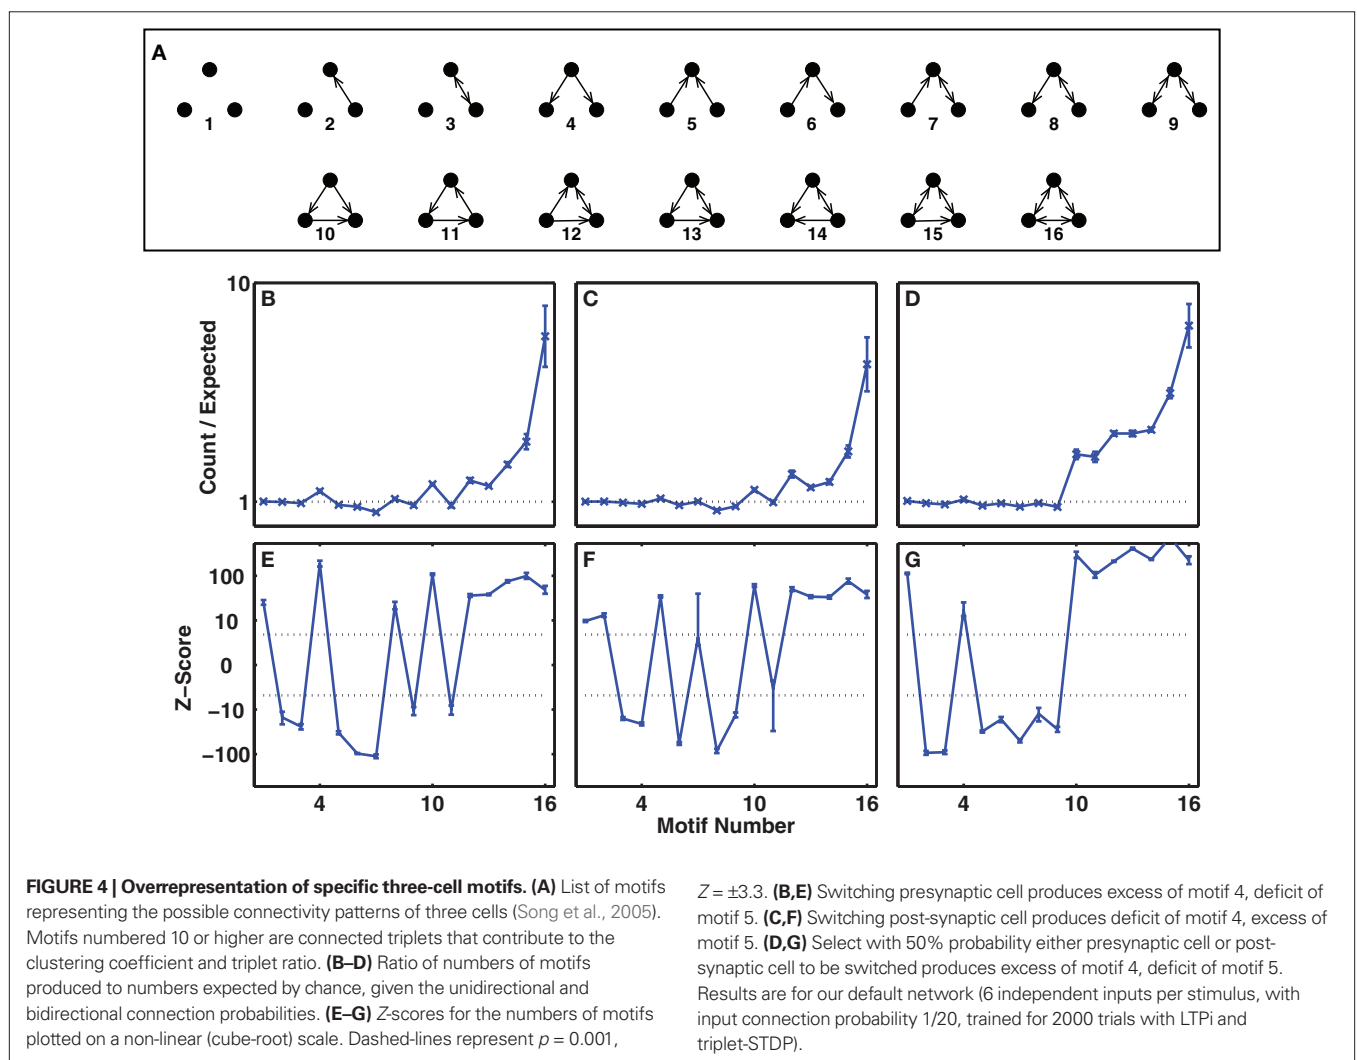 A
1 2 3 4 5 6 7 8 9
10 11 12 13 14 15 16
10
B C D
Count / Expected
1
E F G
100
10
Z–Score
0
−10
−100
4 10 16 4 10 16 4 10 16
Motif Number
FIGURE 4 | Overrepresentation of specific three-cell motifs. (A) List of motifs
representing the possible connectivity patterns of three cells (Song et al., 2005).
Motifs numbered 10 or higher are connected triplets that contribute to the
clustering coefficient and triplet ratio. (B–D) Ratio of numbers of motifs
produced to numbers expected by chance, given the unidirectional and
bidirectional connection probabilities. (E–G) Z-scores for the numbers of motifs
plotted on a non-linear (cube-root) scale. Dashed-lines represent p = 0.001,
Z = ±3.3. (B,E) Switching presynaptic cell produces excess of motif 4, deficit of
motif 5. (C,F) Switching post-synaptic cell produces deficit of motif 4, excess of
motif 5. (D,G) Select with 50% probability either presynaptic cell or post-
synaptic cell to be switched produces excess of motif 4, deficit of motif 5.
Results are for our default network (6 independent inputs per stimulus, with
input connection probability 1/20, trained for 2000 trials with LTPi and
triplet-STDP).